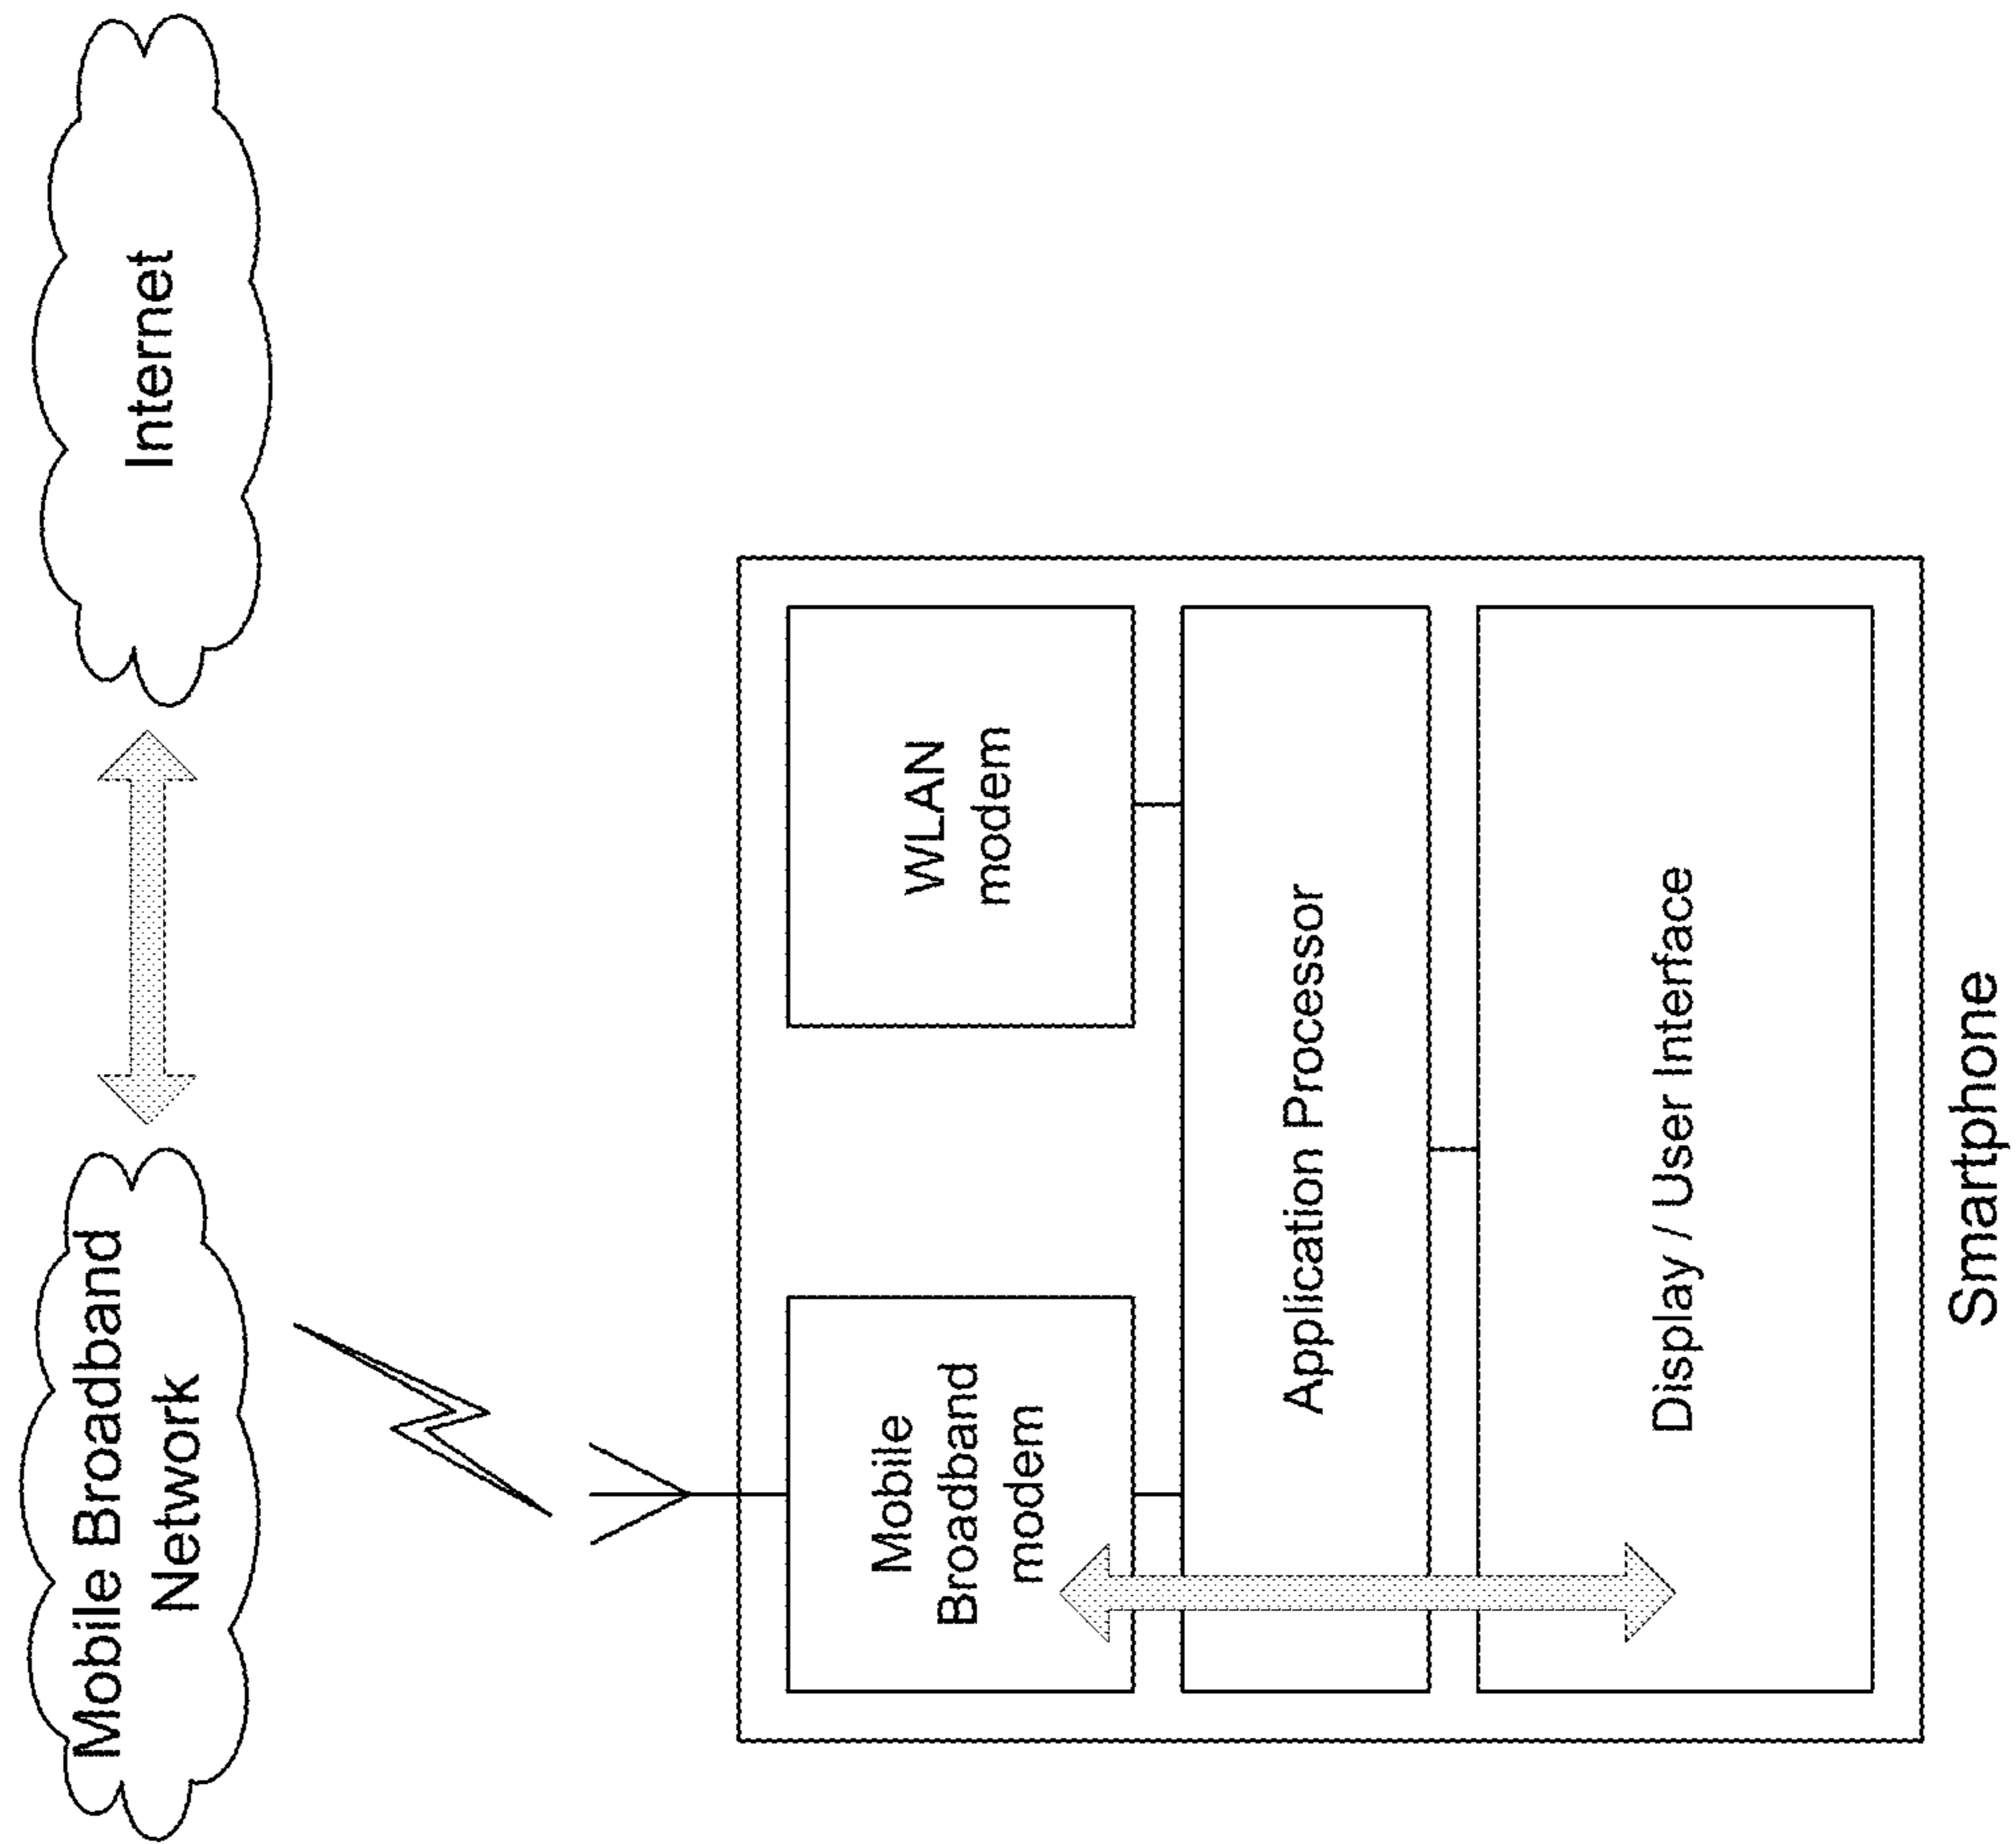 Mobile Broadband
Network
Internet
Mobile
Broadband
modem
WLAN
modem
Application Processor
Display / User Interface
Smartphone